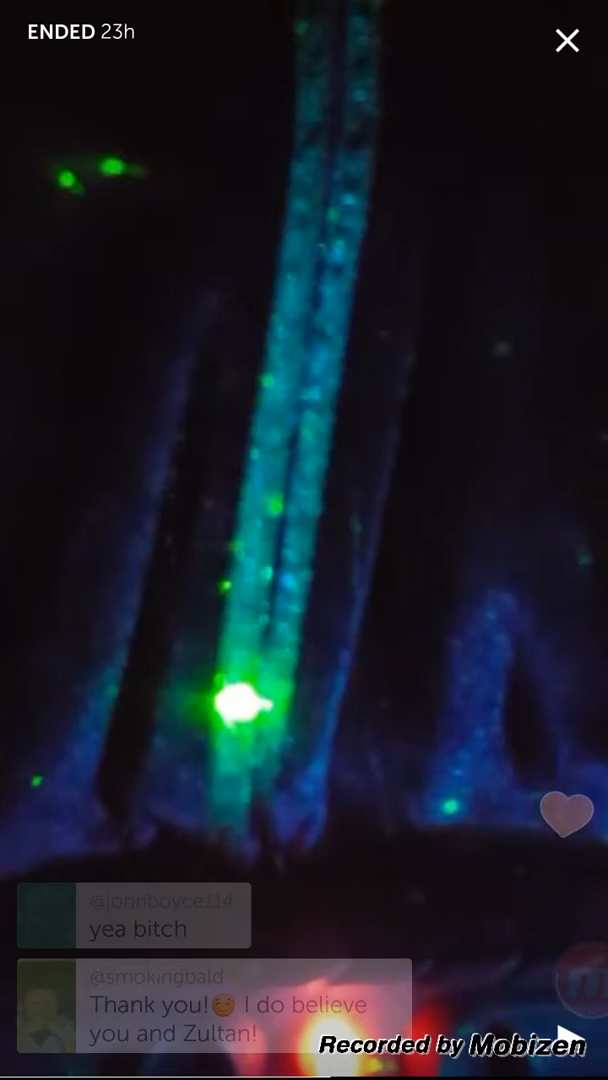 ENDED 23h
@jonnboyce114
yea bitch
@smokingbald
Thank you!😊 I do believe
you and Zultan!
Recorded by Mobizen